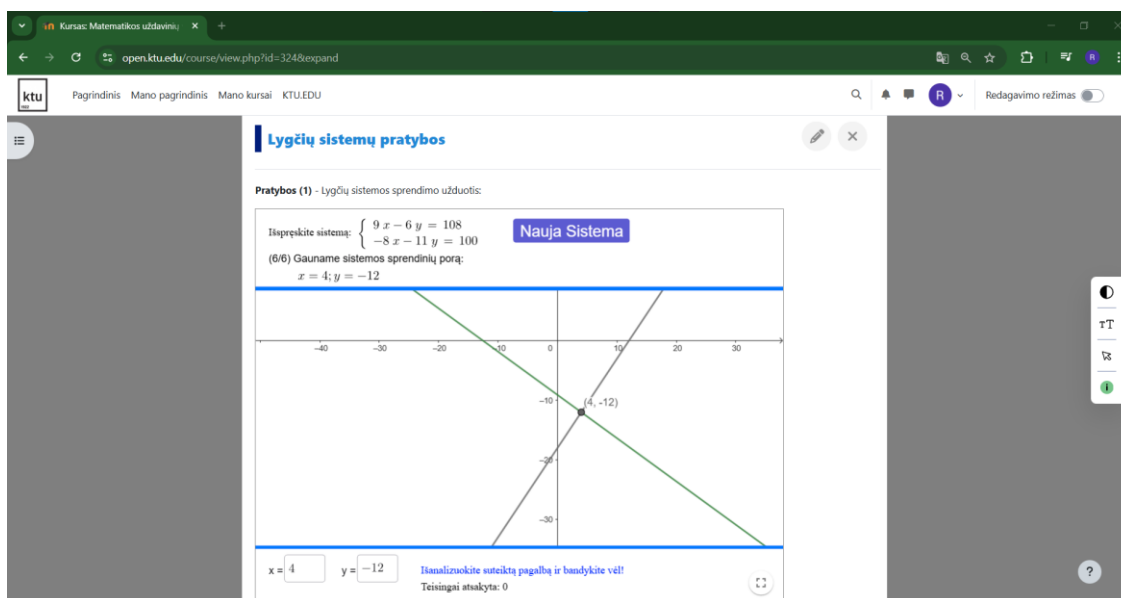 Kursas: Matematikos uždavinių
open.ktu.edu/course/view.php?id=324&expand
R
ktu
Pagrindinis Mano pagrindinis Mano kursai KTU.EDU
R
Redagavimo režimas
Lygčių sistemų pratybos
Pratybos (1) - Lygčių sistemos sprendimo užduotis:
Išspręskite sistemą: { 9 x − 6 y = 108
−8 x − 11 y = 100
Nauja Sistema
(6/6) Gauname sistemos sprendinių porą:
x = 4; y = −12
−40 −30 −20 −10 0 10 20 30
−10
(4, -12)
−20
−30
x = 4 y = −12
Išanalizuokite suteiktą pagalbą ir bandykite vėl!
Teisingai atsakyta: 0
TT
i
?